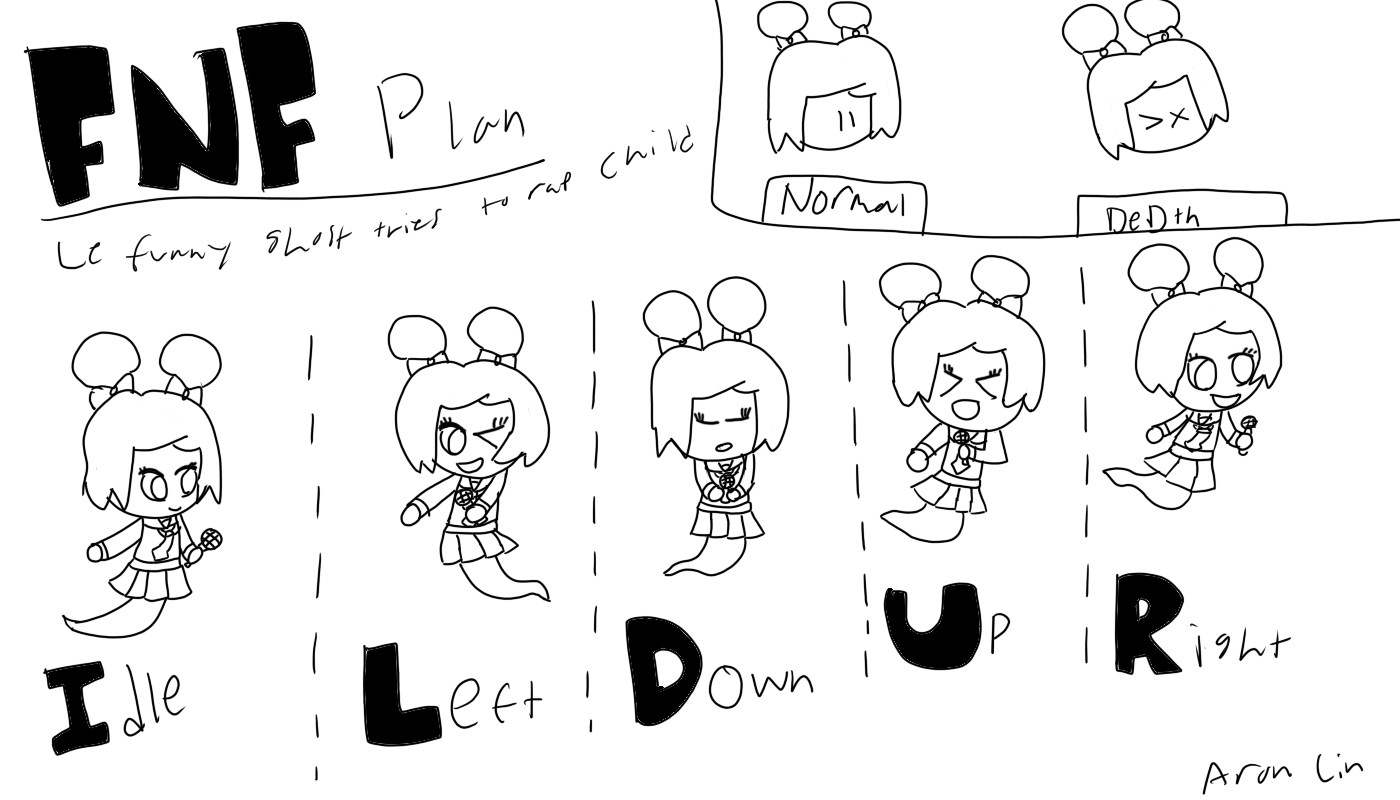 FNF Plan
Le funny ghost tries to rap child
Normal
DeDth
Idle
Left
Down
Up
Right
Aron Lin